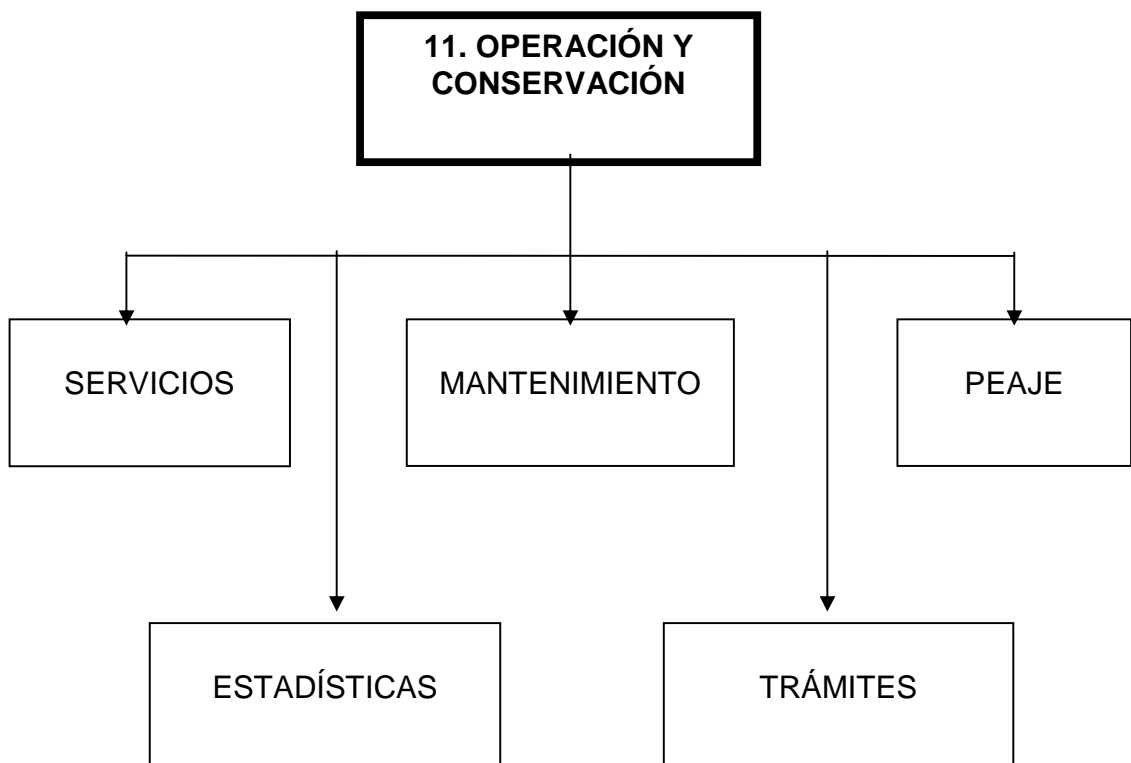 11. OPERACIÓN Y
CONSERVACIÓN
SERVICIOS
MANTENIMIENTO
PEAJE
ESTADÍSTICAS
TRÁMITES